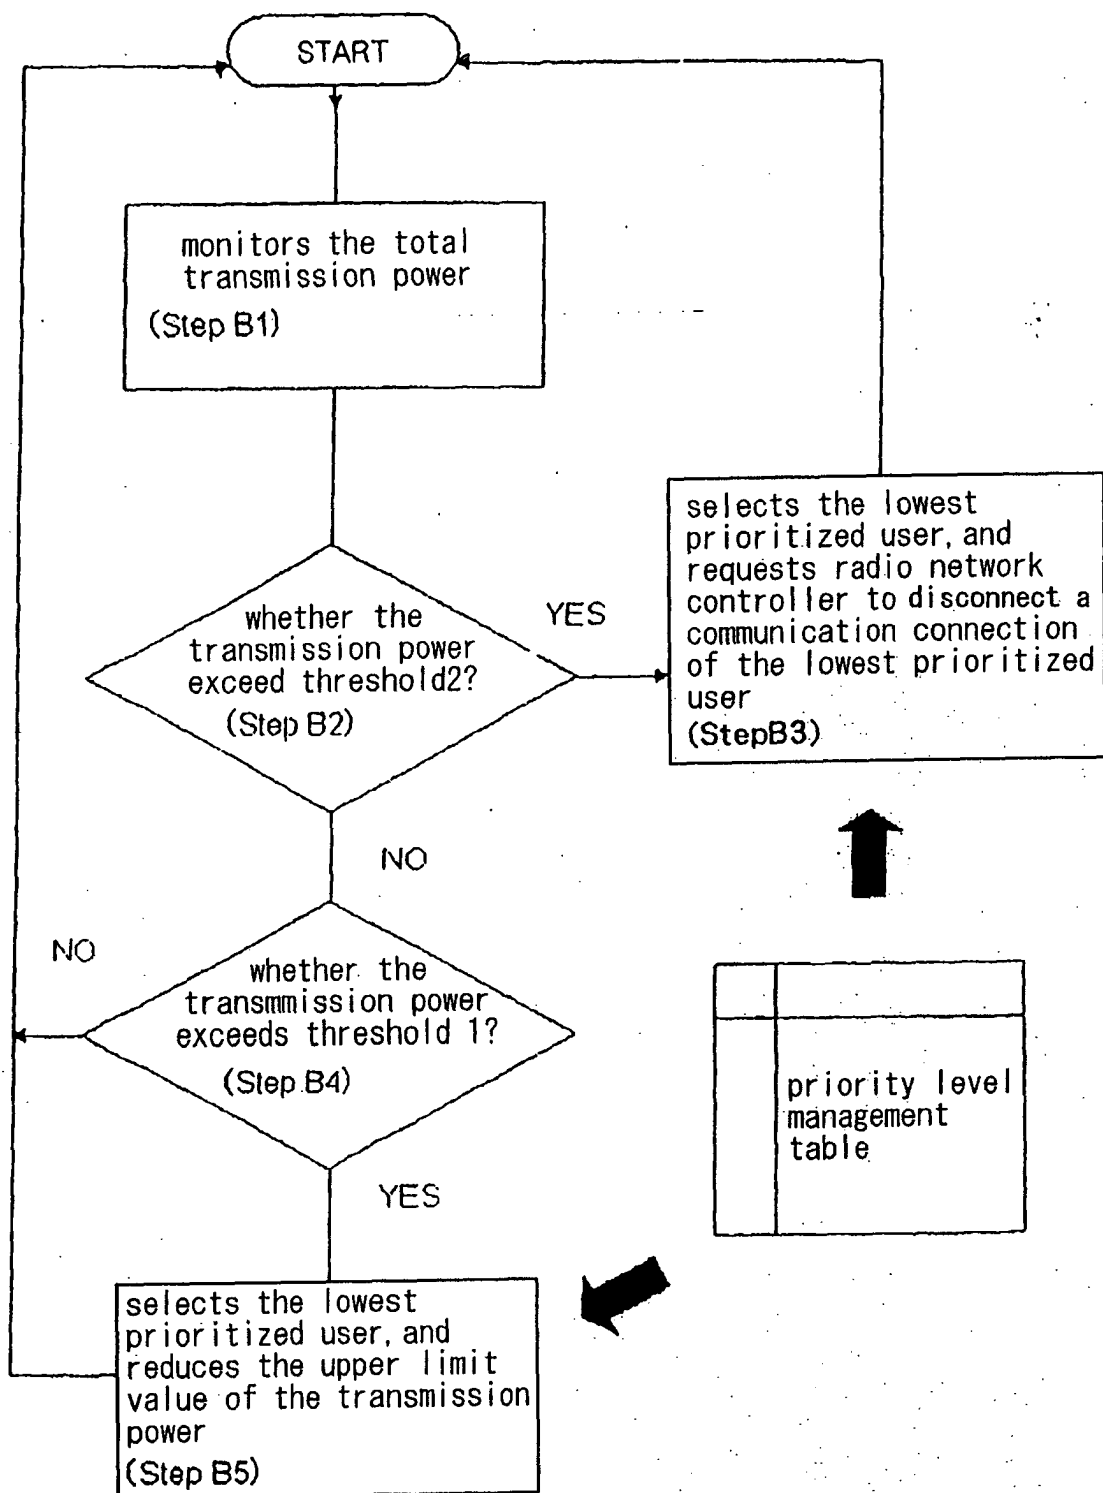 START
monitors the total
transmission power
(Step B1)
whether the
transmission power
exceed threshold2?
(Step B2)
YES
selects the lowest
prioritized user, and
requests radio network
controller to disconnect a
communication connection
of the lowest prioritized
user
(StepB3)
NO
NO
whether the
transmmission power
exceeds threshold 1?
(Step B4)
priority level
management
table
YES
selects the lowest
prioritized user, and
reduces the upper limit
value of the transmission
power
(Step B5)